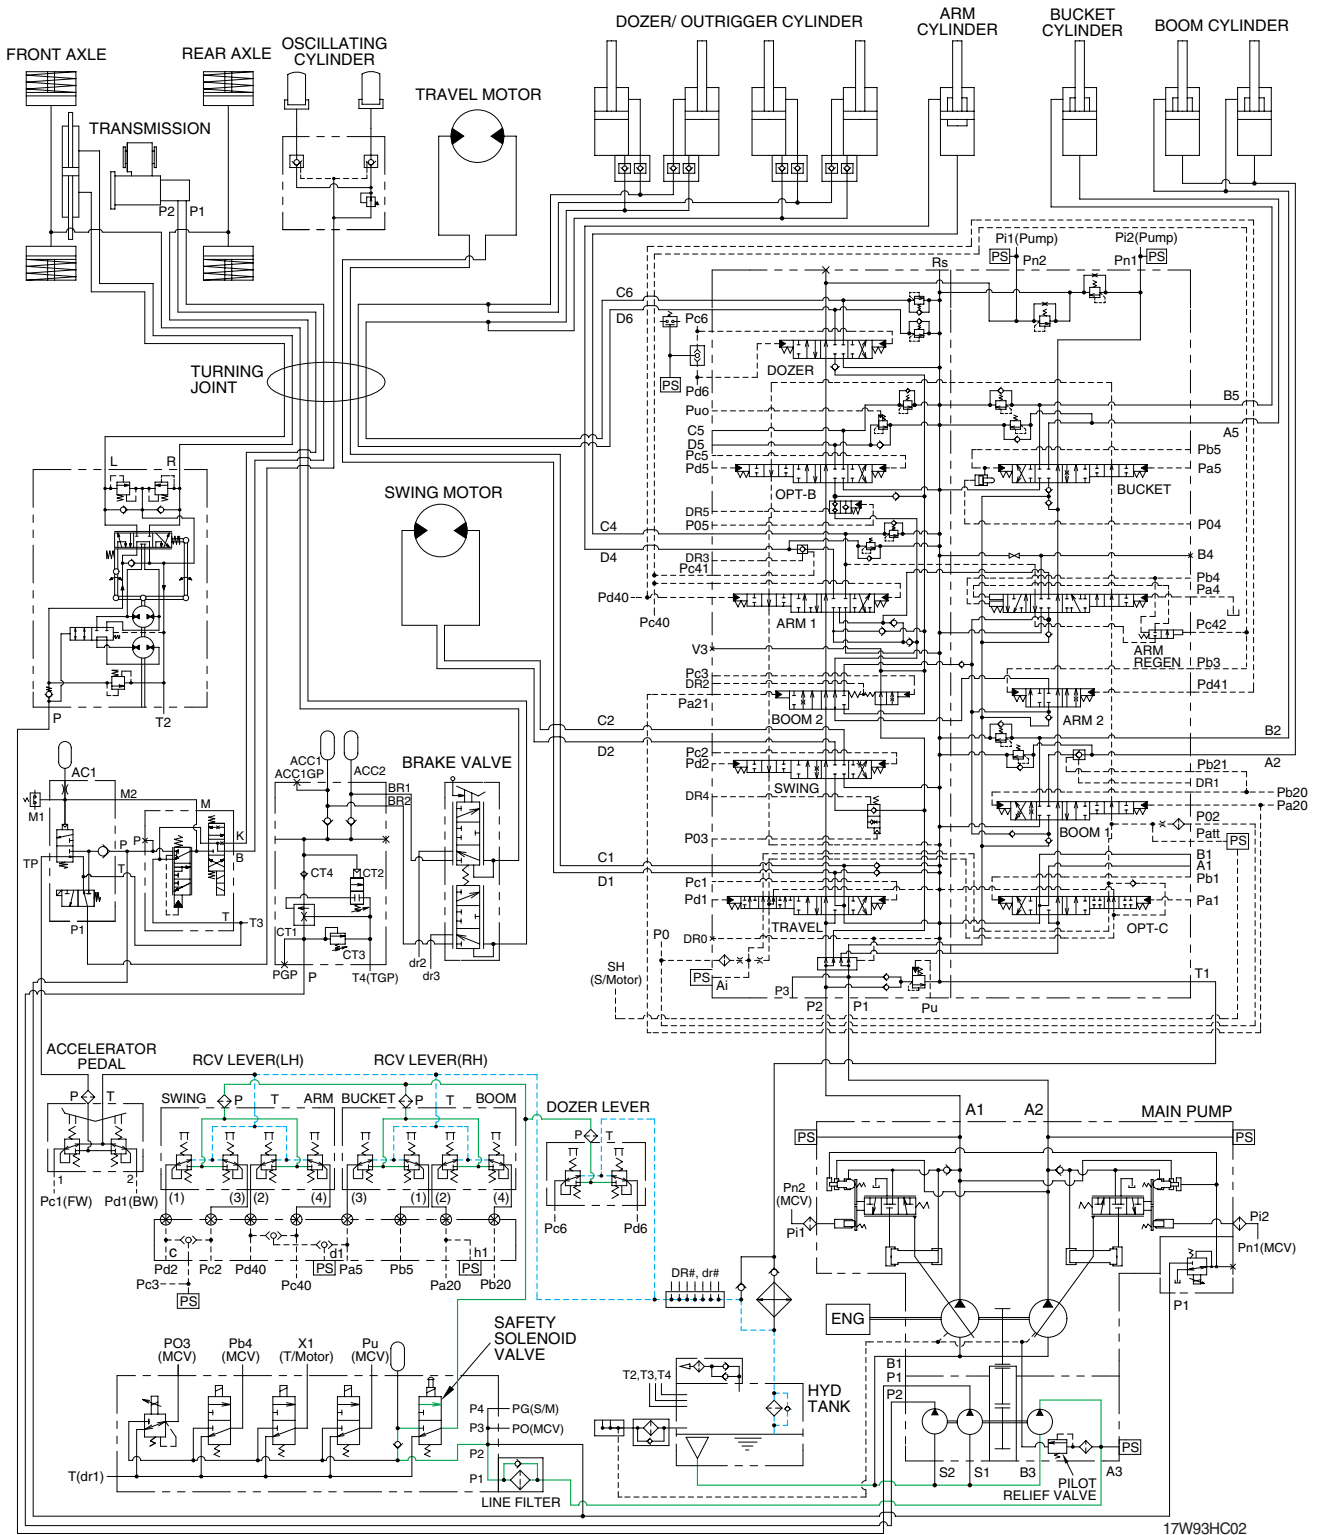 DOZER/ OUTRIGGER CYLINDER
ARM
CYLINDER
BUCKET
CYLINDER
BOOM CYLINDER
FRONT AXLE
REAR AXLE
OSCILLATING
CYLINDER
TRAVEL MOTOR
TRANSMISSION
P2
P1
Pi1(Pump)
Pi2(Pump)
PS
Pn2
Pn1
PS
Rs
C6
D6
Pc6
DOZER
PS
Pd6
TURNING
JOINT
Puo
C5
D5
Pc5
Pd5
OPT-B
B5
A5
Pb5
Pa5
BUCKET
L
R
SWING MOTOR
DR5
P05
P04
C4
D4
DR3
Pc41
B4
Pb4
Pa4
Pd40
Pc40
ARM 1
Pc42
ARM
REGEN
V3
Pc3
DR2
Pa21
Pb3
Pd41
BOOM 2
ARM 2
P
T2
C2
D2
Pc2
Pd2
SWING
B2
A2
Pb21
DR1
Pb20
Pa20
DR4
P03
BOOM 1
P02
Patt
PS
AC1
M2
M1
M
P
P
K
B
TP
T
T
T3
P1
ACC1
ACC1GP
ACC2
BRAKE VALVE
BR1
BR2
CT4
CT2
CT1
CT3
PGP
P
T4(TGP)
dr2
dr3
C1
D1
B1
A1
Pc1
Pd1
Pb1
Pa1
TRAVEL
OPT-C
P0
DR0
SH
(S/Motor)
PS
Ai
P3
P2
P1
Pu
T1
ACCELERATOR
PEDAL
P
T
1
2
Pc1(FW)
Pd1(BW)
RCV LEVER(LH)
RCV LEVER(RH)
SWING
P
T
ARM
BUCKET
P
T
BOOM
(1)
(3)
(2)
(4)
(3)
(1)
(2)
(4)
DOZER LEVER
P
T
Pc6
Pd6
c
d1
h1
Pd2
Pc2
Pd40
Pc40
PS
Pa5
Pb5
Pa20
PS
Pb20
Pc3
PS
A1
A2
MAIN PUMP
PS
PS
Pn2
(MCV)
Pi1
Pi2
Pn1(MCV)
P1
DR#, dr#
ENG
B1
P1
P2
T2,T3,T4
HYD
TANK
S2
S1
B3
A3
PS
PILOT
RELIEF VALVE
SAFETY
SOLENOID
VALVE
PO3
(MCV)
Pb4
(MCV)
X1
(T/Motor)
Pu
(MCV)
P4
PG(S/M)
P3
PO(MCV)
P2
P1
T(dr1)
LINE FILTER
17W93HC02